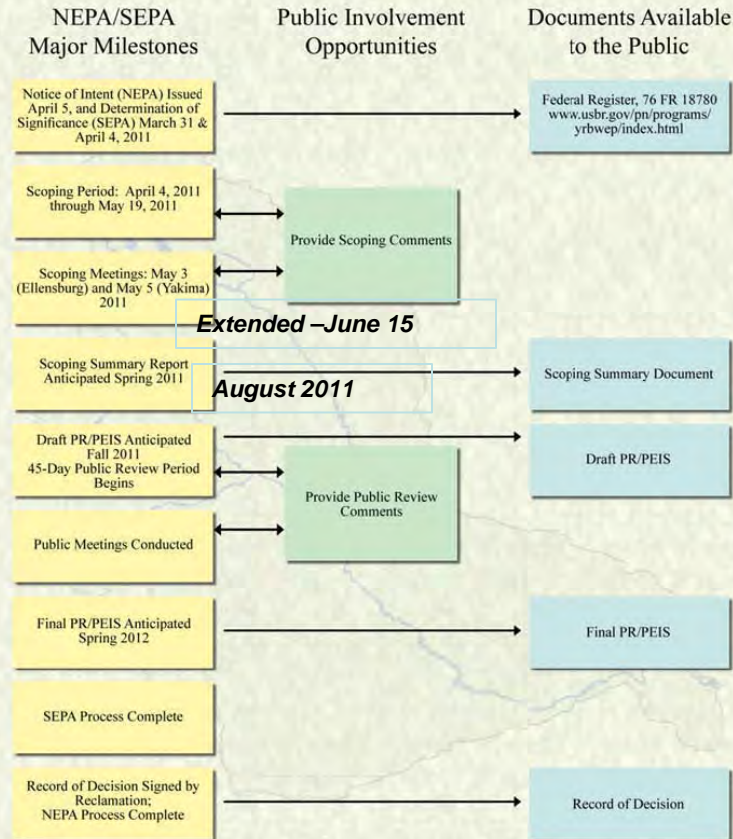 NEPA/SEPA
Major Milestones
Public Involvement
Opportunities
Documents Available
to the Public
Notice of Intent (NEPA) Issued
April 5, and Determination of
Significance (SEPA) March 31 &
April 4, 2011
Federal Register, 76 FR 18780
www.usbr.gov/pn/programs/
yrbwep/index.html
Scoping Period: April 4, 2011
through May 19, 2011
Provide Scoping Comments
Scoping Meetings: May 3
(Ellensburg) and May 5 (Yakima)
2011
Extended –June 15
Scoping Summary Report
Anticipated Spring 2011
August 2011
Scoping Summary Document
Draft PR/PEIS Anticipated
Fall 2011
45-Day Public Review Period
Begins
Draft PR/PEIS
Provide Public Review
Comments
Public Meetings Conducted
Final PR/PEIS Anticipated
Spring 2012
Final PR/PEIS
SEPA Process Complete
Record of Decision Signed by
Reclamation;
NEPA Process Complete
Record of Decision